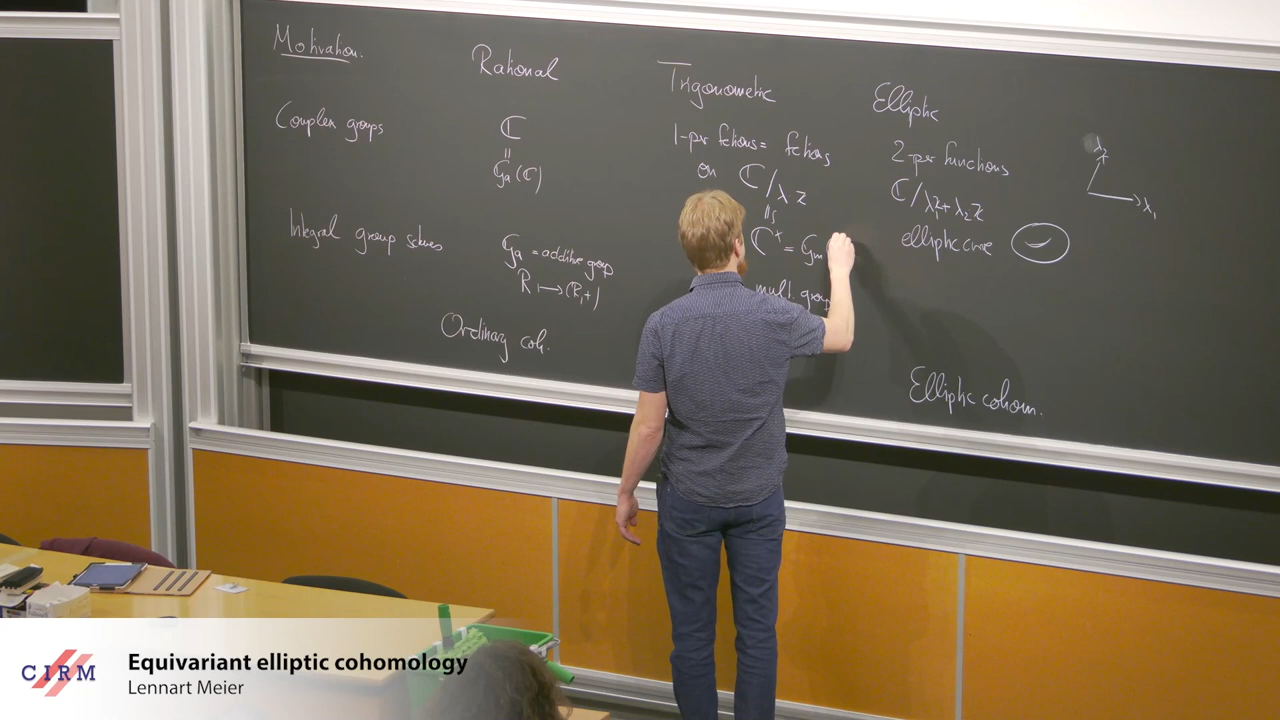 Motivation.
Rational
Trigonometric
Elliptic
Complex groups
ℂ
=
𝔾a(ℂ)
1-per fctions = fctions
on ℂ/λℤ
≅
ℂ× = 𝔾m
2-per functions
ℂ/λ1ℤ+λ2ℤ
elliptic curve
λ2
λ1
Integral group schemes
𝔾a = additive group
R ↦ (R,+)
mult. group
Ordinary coh.
Elliptic cohom.
CIRM
Equivariant elliptic cohomology
Lennart Meier